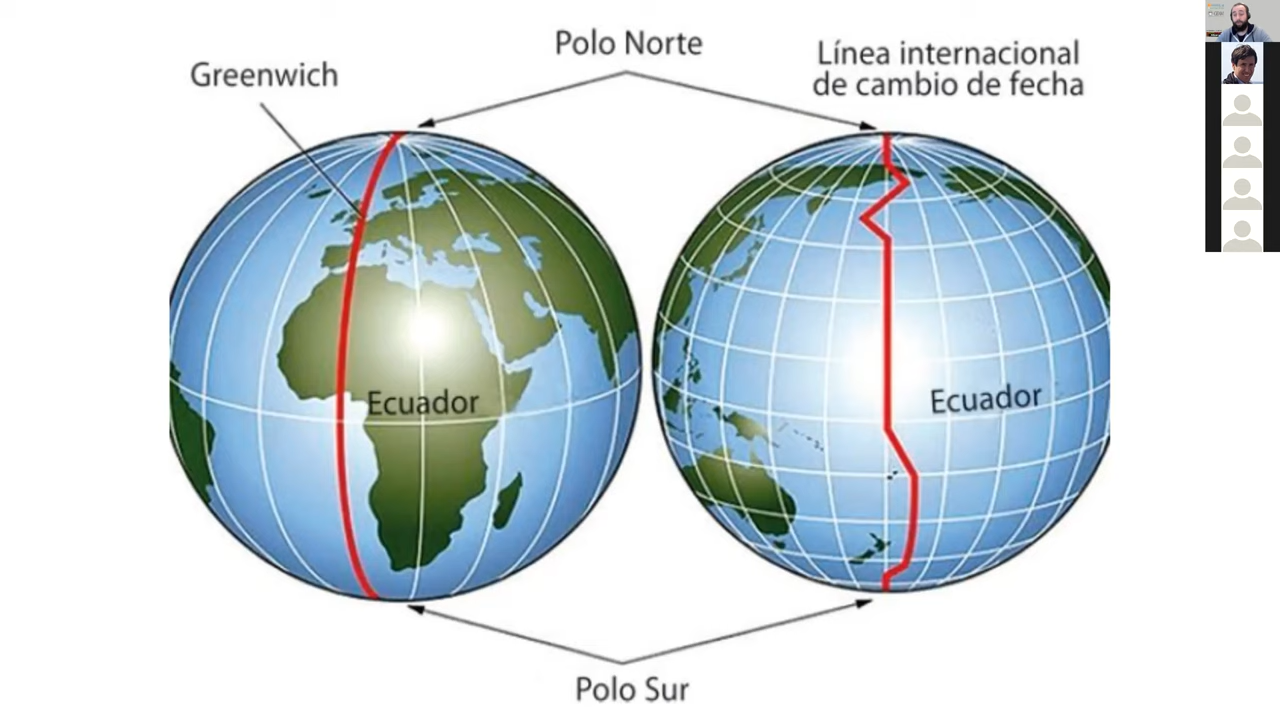 Polo Norte
Greenwich
Línea internacional
de cambio de fecha
Ecuador
Ecuador
Polo Sur